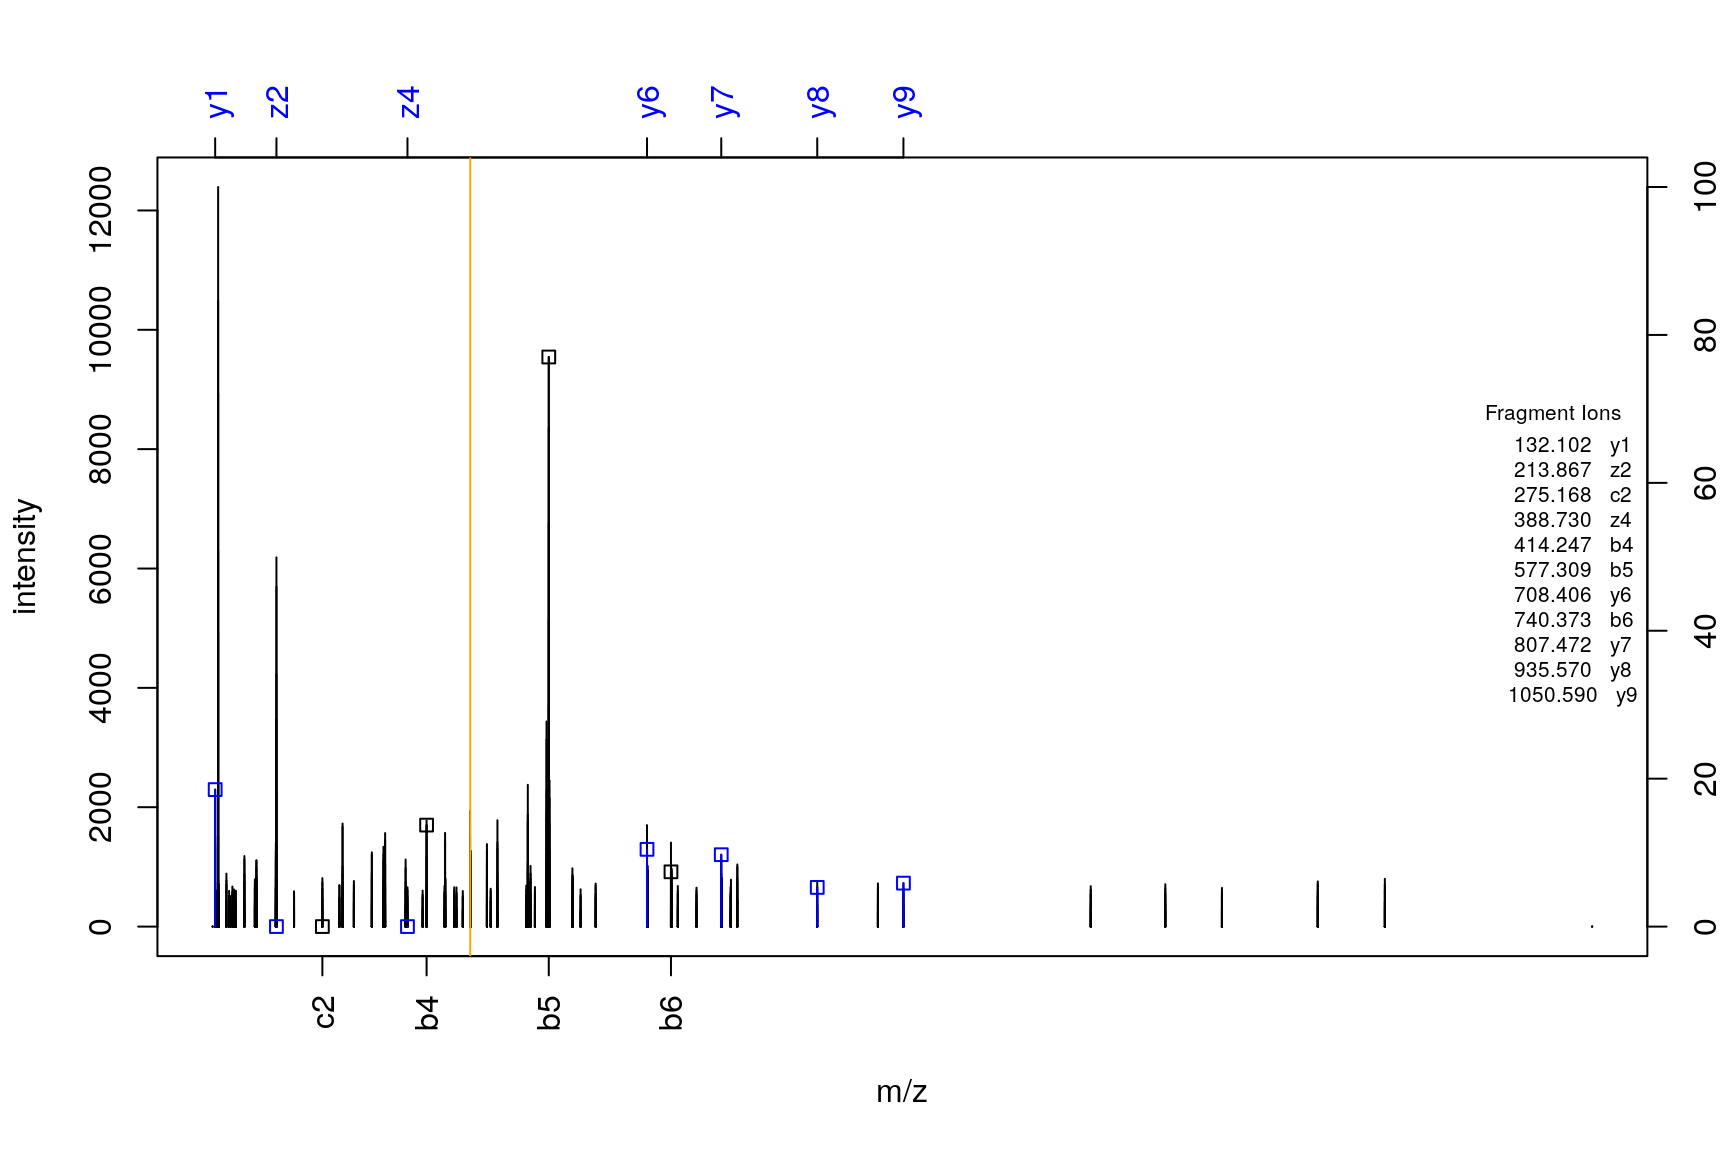 y1 z2 z4 y6 y7 y8 y9
12000
10000
8000
6000
4000
2000
0
intensity
100
80
60
40
20
0
Fragment Ions
132.102 y1
213.867 z2
275.168 c2
388.730 z4
414.247 b4
577.309 b5
708.406 y6
740.373 b6
807.472 y7
935.570 y8
1050.590 y9
c2 b4 b5 b6
m/z